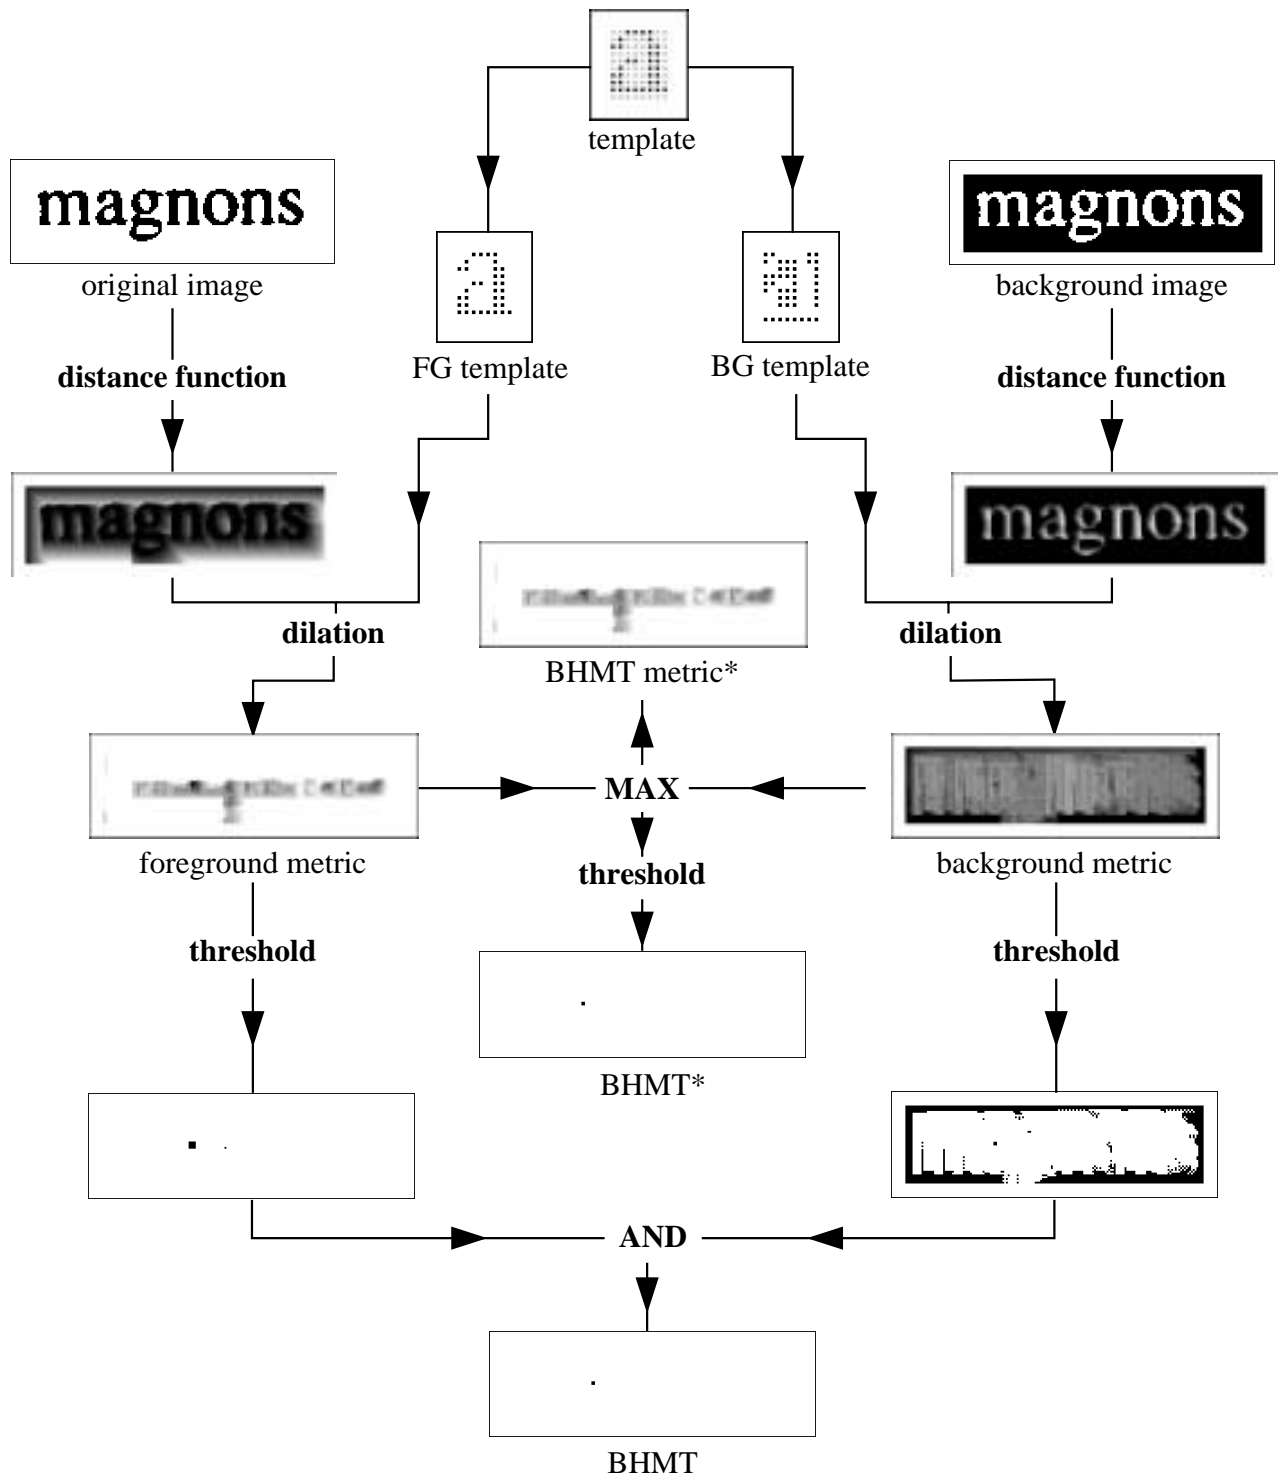 a
template
magnons
original image
magnons
background image
a
FG template
BG template
distance function
distance function
magnons
magnons
dilation
dilation
BHMT metric*
MAX
foreground metric
background metric
threshold
threshold
threshold
BHMT*
AND
BHMT